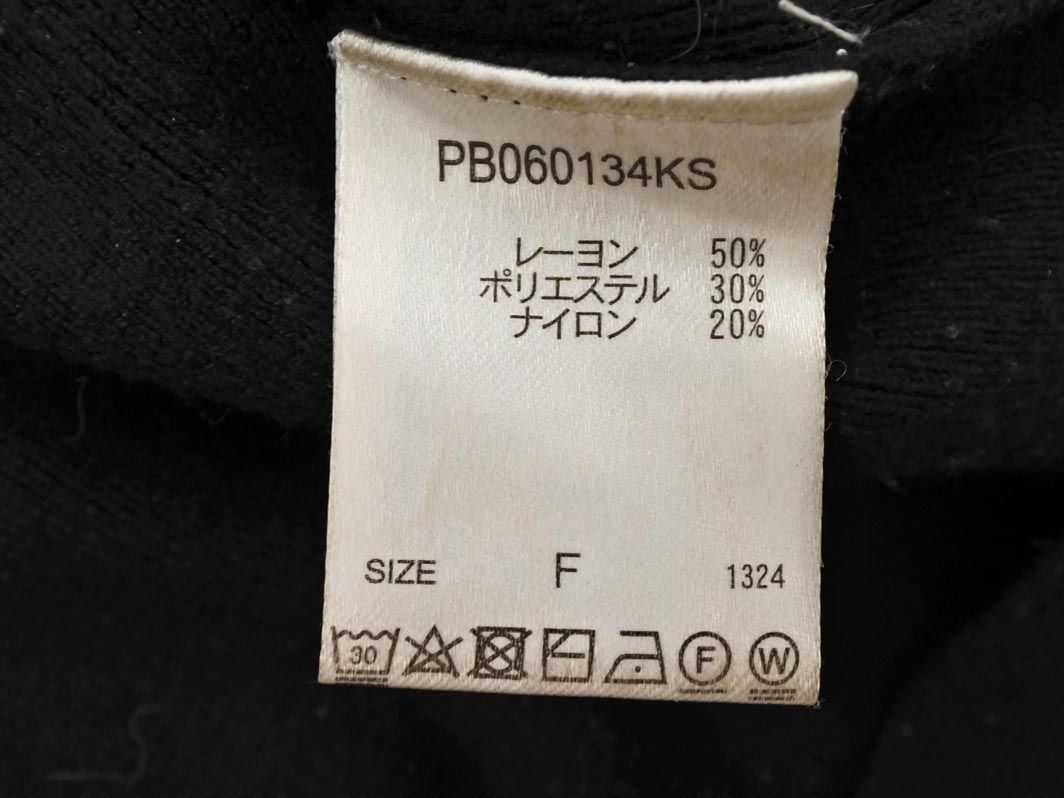 PB060134KS
レーヨン 50%
ポリエステル 30%
ナイロン 20%
SIZE F 1324
30 F W